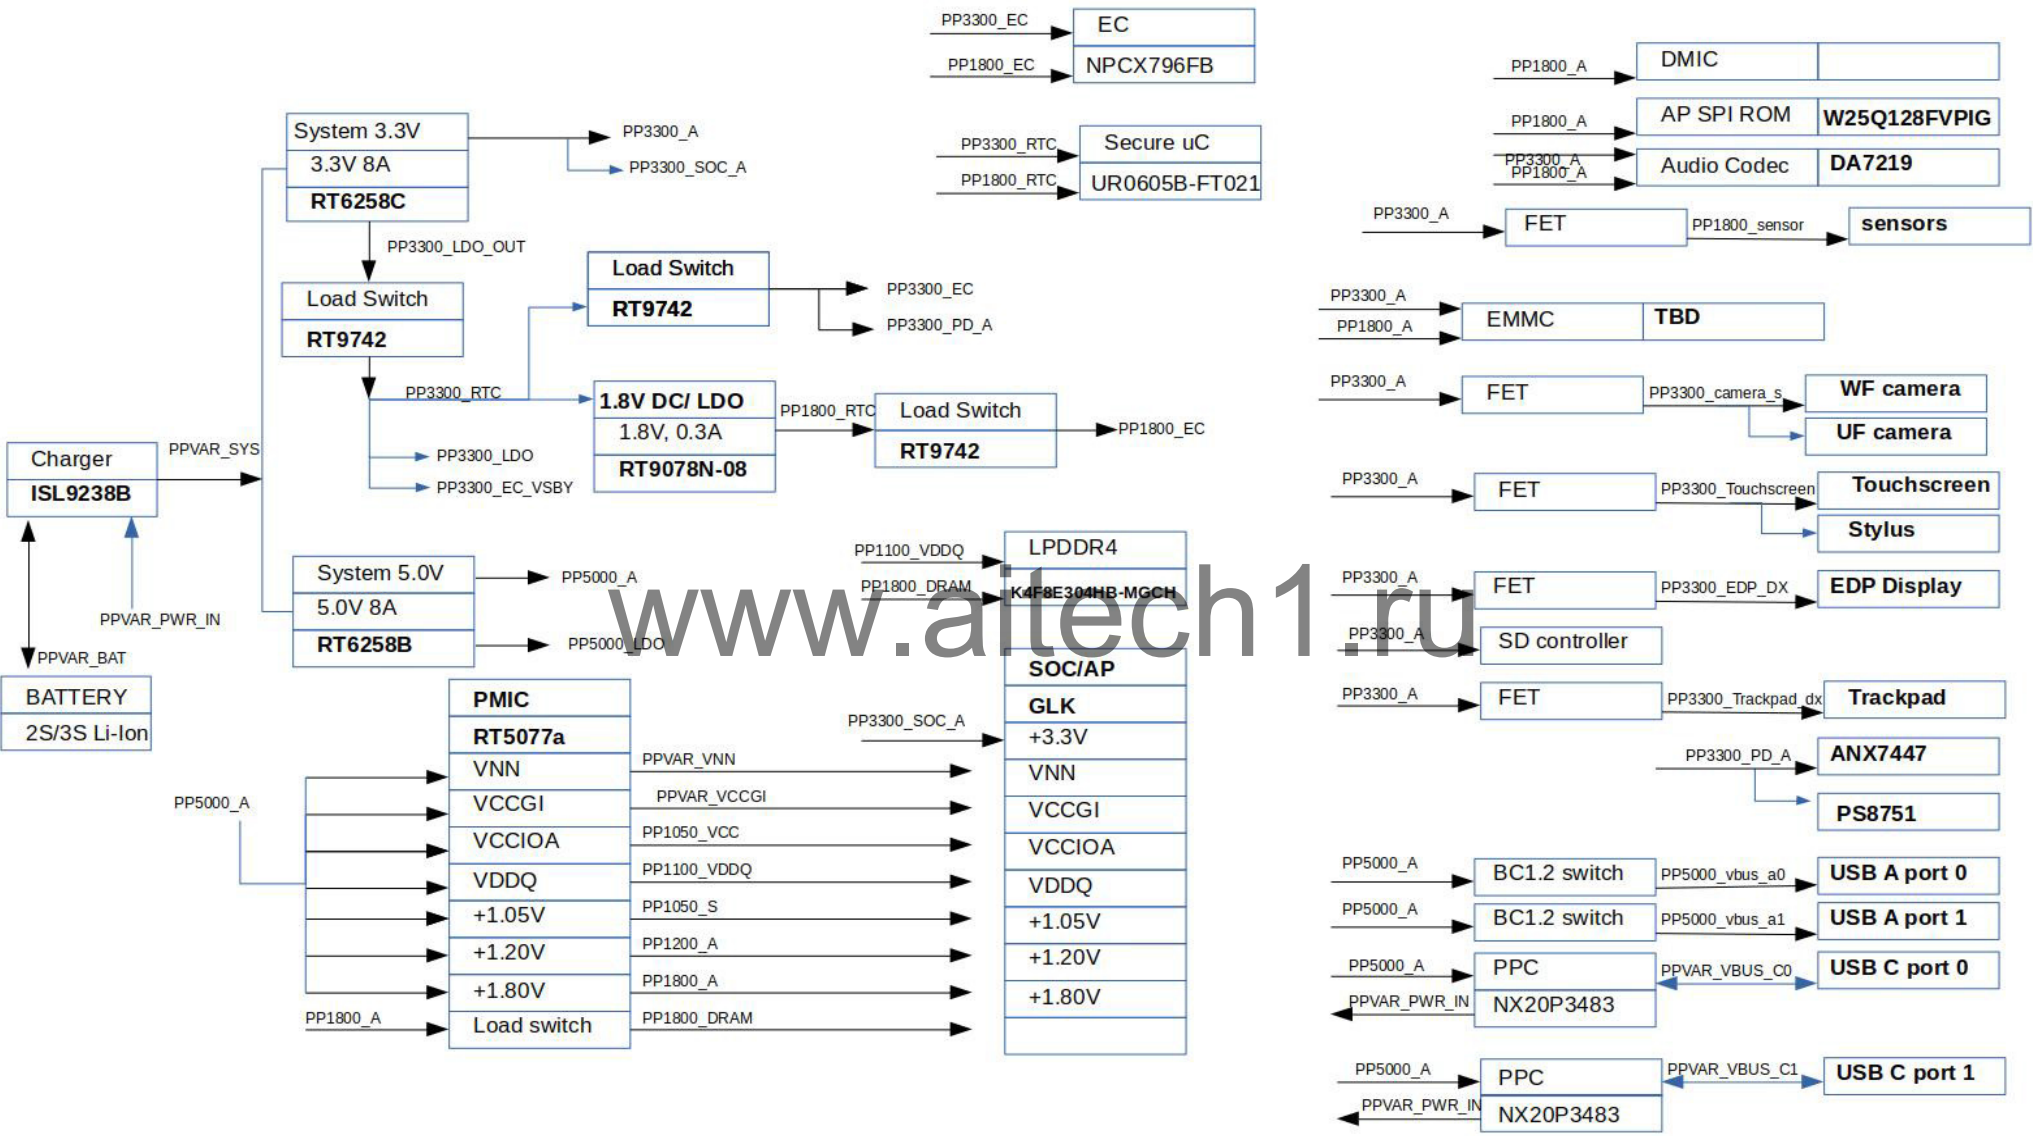 PP3300_EC
EC
PP1800_EC
NPCX796FB
PP3300_RTC
Secure uC
PP1800_RTC
UR0605B-FT021
System 3.3V
3.3V 8A
RT6258C
PP3300_A
PP3300_SOC_A
PP3300_LDO_OUT
Load Switch
RT9742
Load Switch
RT9742
PP3300_EC
PP3300_PD_A
PP3300_RTC
1.8V DC/ LDO
1.8V, 0.3A
RT9078N-08
PP1800_RTC
Load Switch
RT9742
PP1800_EC
PP3300_LDO
PP3300_EC_VSBY
Charger
ISL9238B
PPVAR_SYS
PPVAR_PWR_IN
PPVAR_BAT
BATTERY
2S/3S Li-Ion
System 5.0V
5.0V 8A
RT6258B
PP5000_A
PP5000_LDO
PP1100_VDDQ
LPDDR4
PP1800_DRAM
K4F8E304HB-MGCH
www.aitech1.ru
PMIC
RT5077a
VNN
VCCGI
VCCIOA
VDDQ
+1.05V
+1.20V
+1.80V
Load switch
PP5000_A
PP1800_A
PPVAR_VNN
PPVAR_VCCGI
PP1050_VCC
PP1100_VDDQ
PP1050_S
PP1200_A
PP1800_A
PP1800_DRAM
PP3300_SOC_A
SOC/AP
GLK
+3.3V
VNN
VCCGI
VCCIOA
VDDQ
+1.05V
+1.20V
+1.80V
PP1800_A
DMIC
PP1800_A
AP SPI ROM
W25Q128FVPIG
PP3300_A
PP1800_A
Audio Codec
DA7219
PP3300_A
FET
PP1800_sensor
sensors
PP3300_A
PP1800_A
EMMC
TBD
PP3300_A
FET
PP3300_camera_s
WF camera
UF camera
PP3300_A
FET
PP3300_Touchscreen
Touchscreen
Stylus
PP3300_A
FET
PP3300_EDP_DX
EDP Display
PP3300_A
SD controller
PP3300_A
FET
PP3300_Trackpad_dx
Trackpad
PP3300_PD_A
ANX7447
PS8751
PP5000_A
BC1.2 switch
PP5000_vbus_a0
USB A port 0
PP5000_A
BC1.2 switch
PP5000_vbus_a1
USB A port 1
PP5000_A
PPC
PPVAR_VBUS_C0
USB C port 0
PPVAR_PWR_IN
NX20P3483
PP5000_A
PPC
PPVAR_VBUS_C1
USB C port 1
PPVAR_PWR_IN
NX20P3483